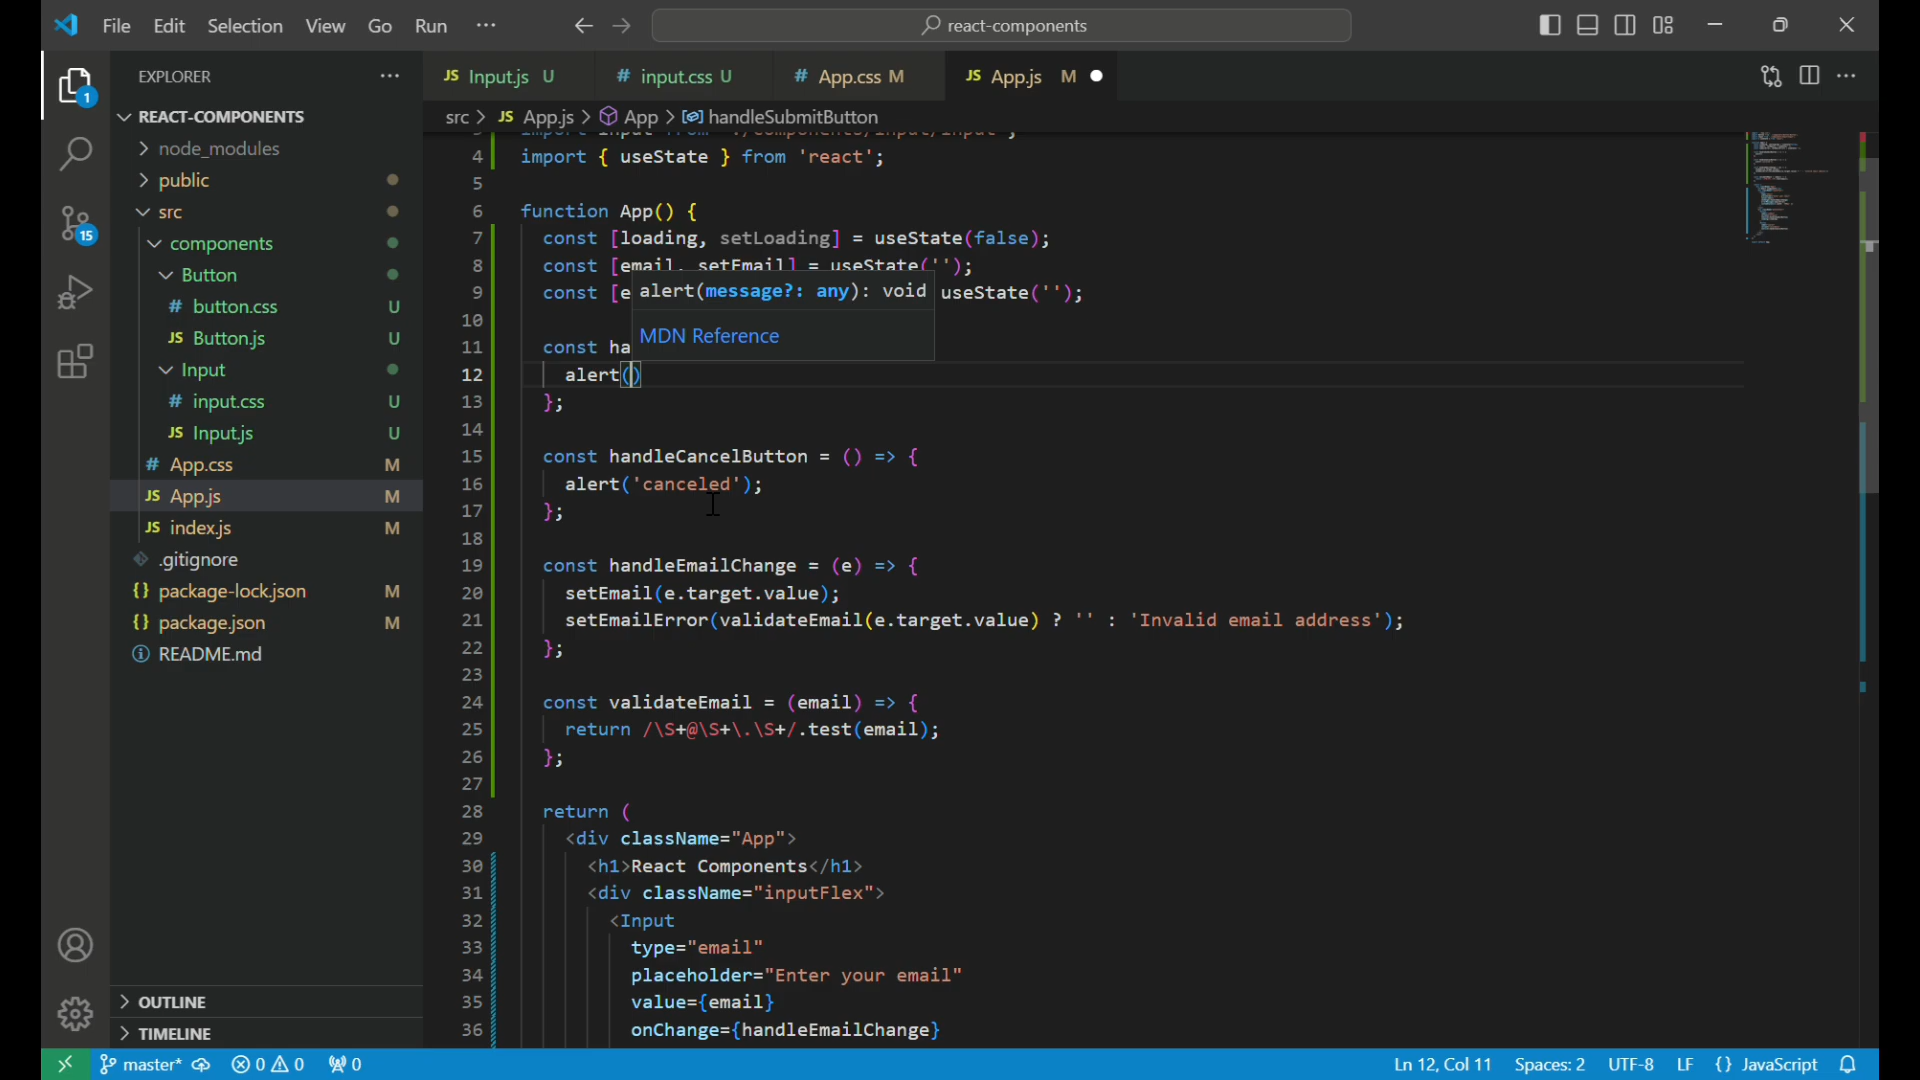 File Edit Selection View Go Run ···
react-components
EXPLORER
Input.js U
# input.css U
# App.css M
JS App.js M
src > JS App.js > App > handleSubmitButton
REACT-COMPONENTS
node_modules
public
src
components
Button
# button.css U
JS Button.js U
Input
# input.css U
JS Input.js U
# App.css M
JS App.js M
JS index.js M
.gitignore
{} package-lock.json M
{} package.json M
README.md
OUTLINE
TIMELINE
1
15
4 import { useState } from 'react';
5
6 function App() {
7 const [loading, setLoading] = useState(false);
8 const [email, setEmail] = useState('');
9 const [e useState('');
alert(message?: any): void
MDN Reference
10
11 const ha
12 alert()
13 };
14
15 const handleCancelButton = () => {
16 alert('canceled');
17 };
18
19 const handleEmailChange = (e) => {
20 setEmail(e.target.value);
21 setEmailError(validateEmail(e.target.value) ? '' : 'Invalid email address');
22 };
23
24 const validateEmail = (email) => {
25 return /\S+@\S+\.\S+/.test(email);
26 };
27
28 return (
29 <div className="App">
30 <h1>React Components</h1>
31 <div className="inputFlex">
32 <Input
33 type="email"
34 placeholder="Enter your email"
35 value={email}
36 onChange={handleEmailChange}
master* 0 0 0
Ln 12, Col 11 Spaces: 2 UTF-8 LF {} JavaScript